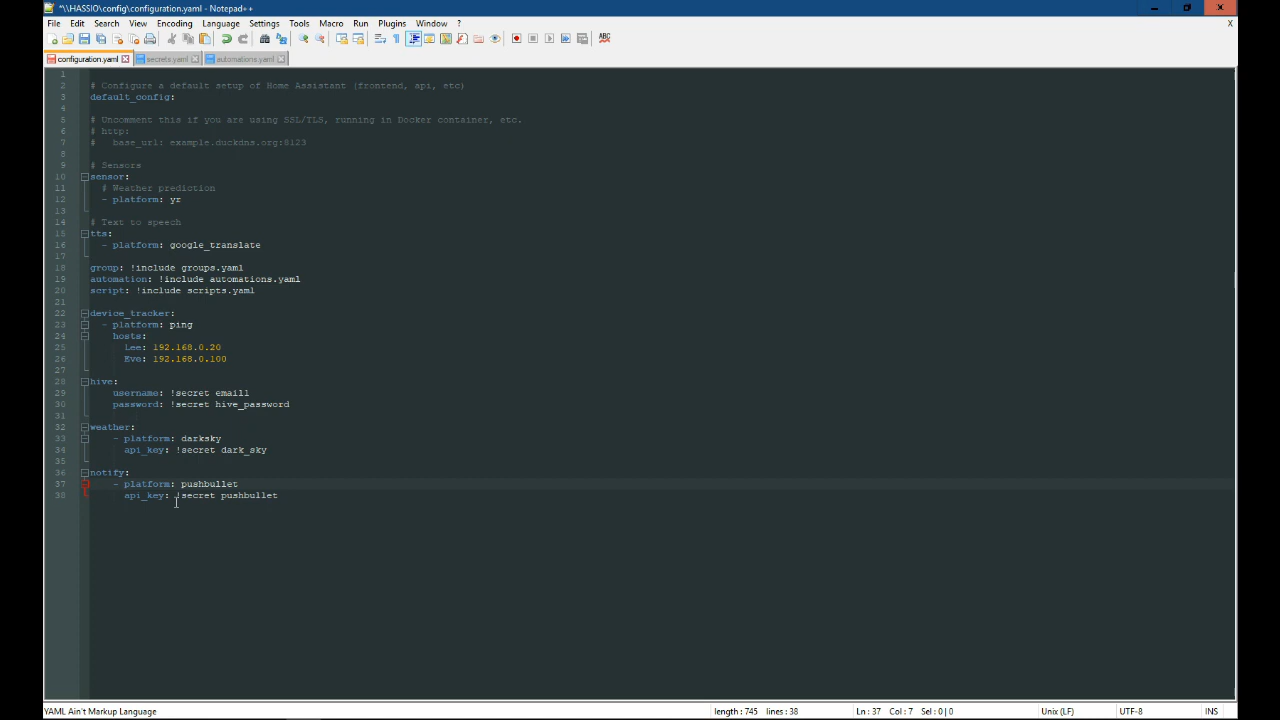 *\\HASSIO\config\configuration.yaml - Notepad++
File Edit Search View Encoding Language Settings Tools Macro Run Plugins Window ? X
configuration.yaml secrets.yaml automations.yaml
1
2 # Configure a default setup of Home Assistant (frontend, api, etc)
3 default_config:
4
5 # Uncomment this if you are using SSL/TLS, running in Docker container, etc.
6 # http:
7 #   base_url: example.duckdns.org:8123
8
9 # Sensors
10 sensor:
11   # Weather prediction
12   - platform: yr
13
14 # Text to speech
15 tts:
16   - platform: google_translate
17
18 group: !include groups.yaml
19 automation: !include automations.yaml
20 script: !include scripts.yaml
21
22 device_tracker:
23   - platform: ping
24     hosts:
25       Lee: 192.168.0.20
26       Eve: 192.168.0.100
27
28 hive:
29     username: !secret email1
30     password: !secret hive_password
31
32 weather:
33     - platform: darksky
34       api_key: !secret dark_sky
35
36 notify:
37     - platform: pushbullet
38       api_key: !secret pushbullet
YAML Ain't Markup Language length : 745 lines : 38 Ln : 37 Col : 7 Sel : 0 | 0 Unix (LF) UTF-8 INS